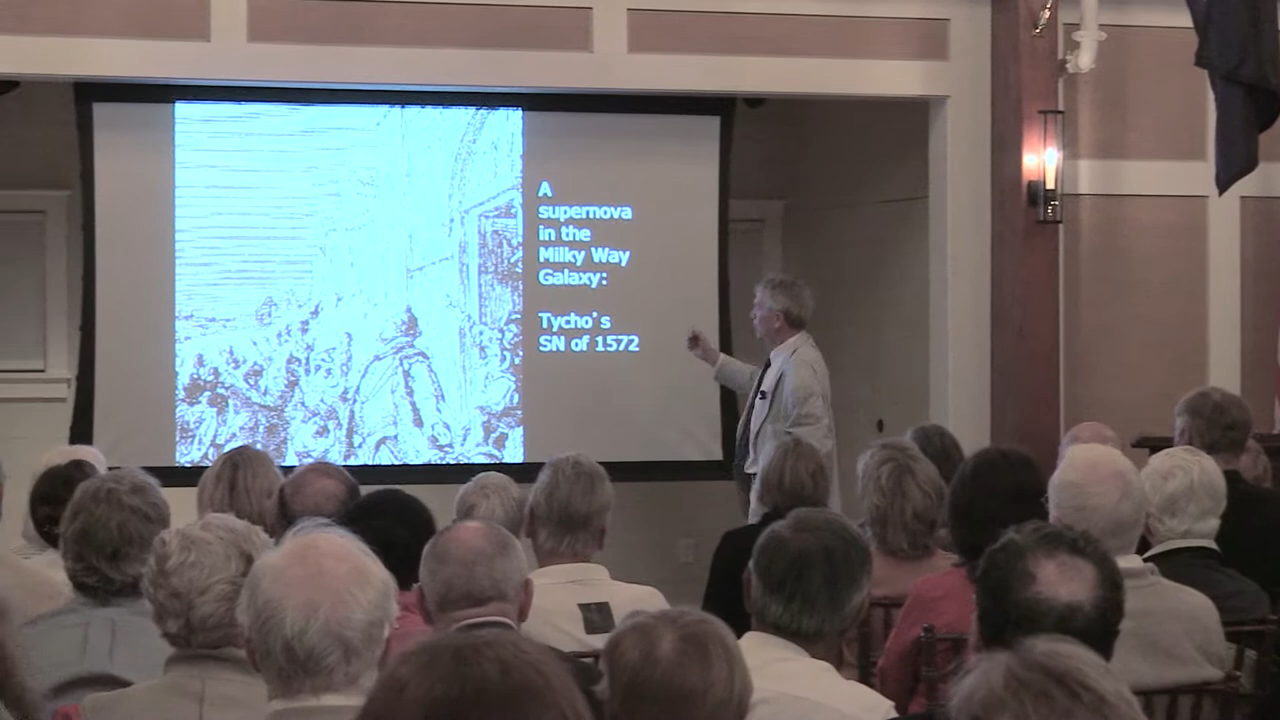 A
supernova
in the
Milky Way
Galaxy:
Tycho's
SN of 1572